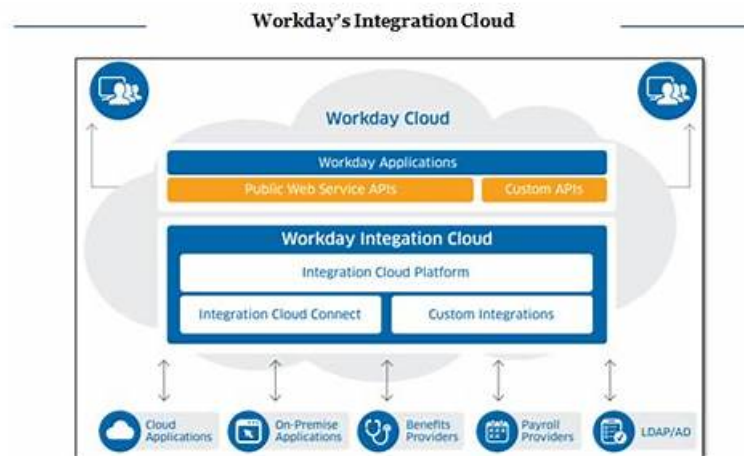 Workday's Integration Cloud
Workday Cloud
Workday Applications
Public Web Service APIs
Custom APIs
Workday Integation Cloud
Integration Cloud Platform
Integration Cloud Connect
Custom Integrations
Cloud
Applications
On-Premise
Applications
Benefits
Providers
Payroll
Providers
LDAP/AD